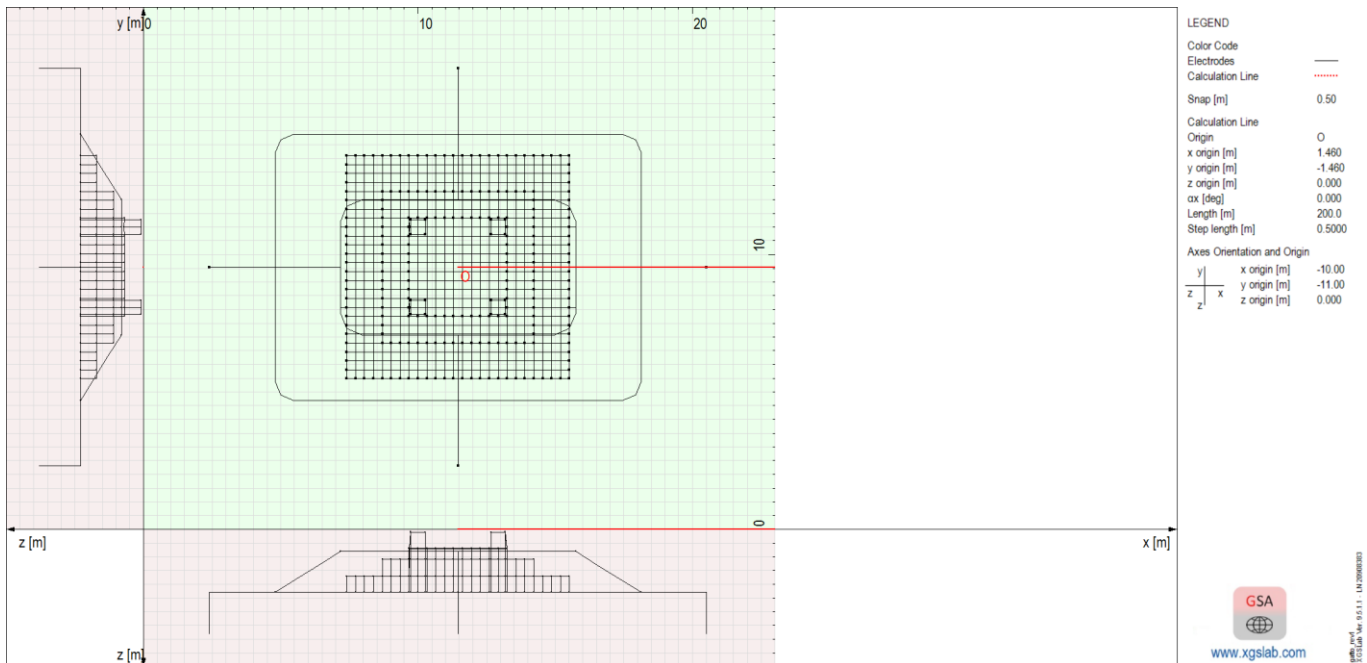 y [m]
0
10
20
LEGEND
Color Code
Electrodes
Calculation Line
Snap [m] 0.50
Calculation Line
Origin O
x origin [m] 1.460
y origin [m] -1.460
z origin [m] 0.000
αx [deg] 0.000
Length [m] 200.0
Step length [m] 0.5000
Axes Orientation and Origin
y x origin [m] -10.00
z x y origin [m] -11.00
z z origin [m] 0.000
10
O
0
z [m]
x [m]
z [m]
GSA
www.xgslab.com